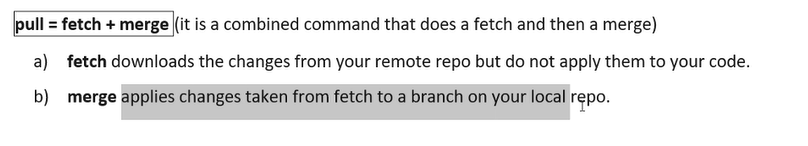 pull = fetch + merge (it is a combined command that does a fetch and then a merge)
a) fetch downloads the changes from your remote repo but do not apply them to your code.
b) merge applies changes taken from fetch to a branch on your local repo.